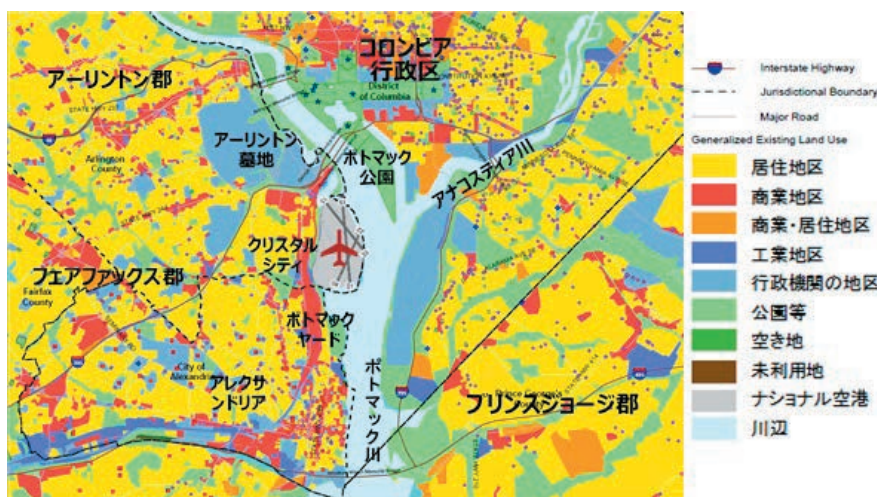 コロンビア
行政区
District
of Columbia
アーリントン郡
STATE HWY 237
アーリントン
墓地
Arlington
County
ポトマック
公園
アナコスティア川
クリスタル
シティ
フェアファックス郡
Fairfax
County
ポトマック
ヤード
City of
Alexandria
アレクサ
ンドリア
ポトマック川
プリンスジョージ郡
Interstate Highway
Jurisdictional Boundary
Major Road
Generalized Existing Land Use
居住地区
商業地区
商業・居住地区
工業地区
行政機関の地区
公園等
空き地
未利用地
ナショナル空港
川辺